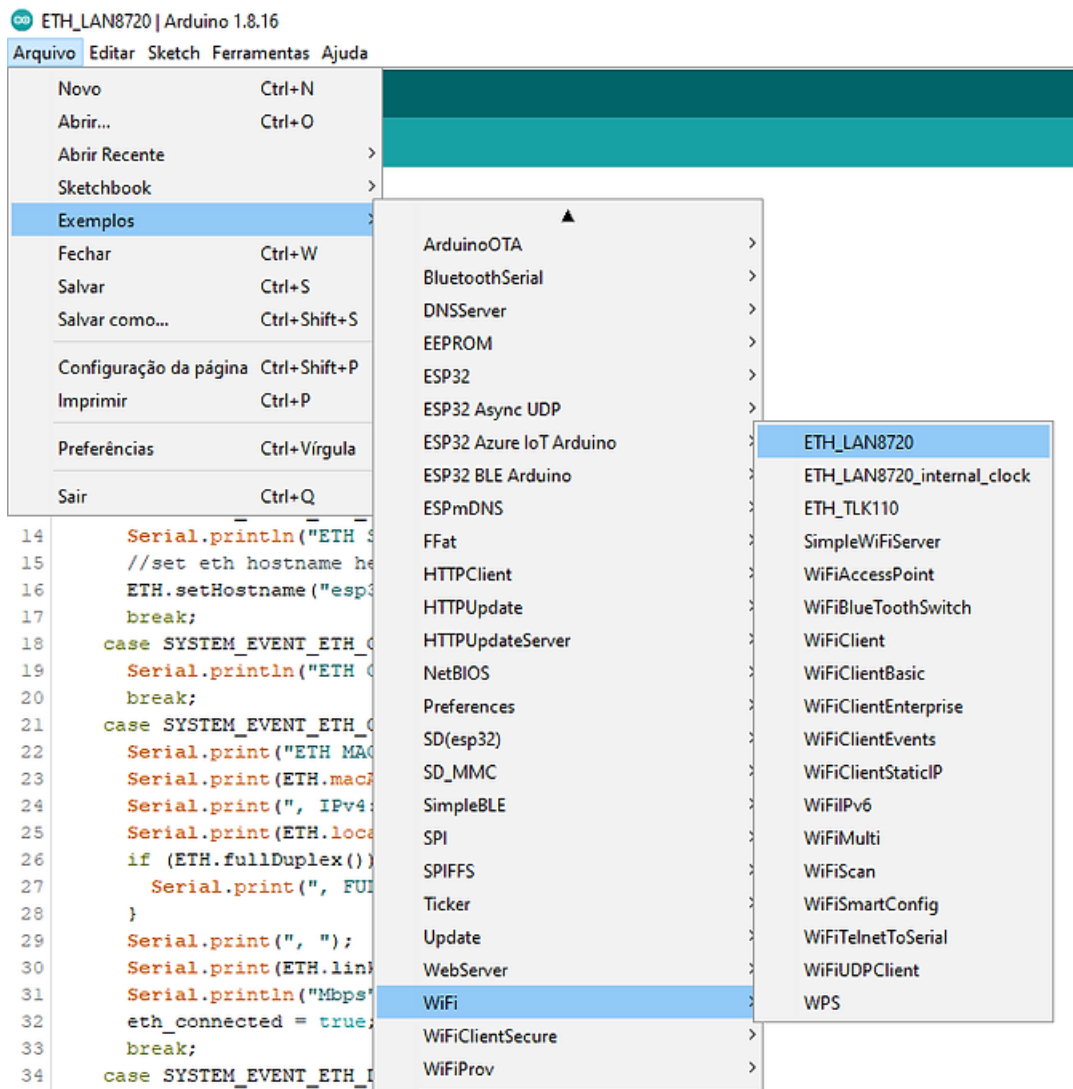 ETH_LAN8720 | Arduino 1.8.16
Arquivo Editar Sketch Ferramentas Ajuda
Novo Ctrl+N
Abrir... Ctrl+O
Abrir Recente
Sketchbook
Exemplos
Fechar Ctrl+W
Salvar Ctrl+S
Salvar como... Ctrl+Shift+S
Configuração da página Ctrl+Shift+P
Imprimir Ctrl+P
Preferências Ctrl+Vírgula
Sair Ctrl+Q
ArduinoOTA
BluetoothSerial
DNSServer
EEPROM
ESP32
ESP32 Async UDP
ESP32 Azure IoT Arduino
ESP32 BLE Arduino
ESPmDNS
FFat
HTTPClient
HTTPUpdate
HTTPUpdateServer
NetBIOS
Preferences
SD(esp32)
SD_MMC
SimpleBLE
SPI
SPIFFS
Ticker
Update
WebServer
WiFi
WiFiClientSecure
WiFiProv
ETH_LAN8720
ETH_LAN8720_internal_clock
ETH_TLK110
SimpleWiFiServer
WiFiAccessPoint
WiFiBlueToothSwitch
WiFiClient
WiFiClientBasic
WiFiClientEnterprise
WiFiClientEvents
WiFiClientStaticIP
WiFiIPv6
WiFiMulti
WiFiScan
WiFiSmartConfig
WiFiTelnetToSerial
WiFiUDPClient
WPS
14 Serial.println("ETH S
15 //set eth hostname he
16 ETH.setHostname("esp3
17 break;
18 case SYSTEM_EVENT_ETH_C
19 Serial.println("ETH C
20 break;
21 case SYSTEM_EVENT_ETH_G
22 Serial.print("ETH MAC
23 Serial.print(ETH.macA
24 Serial.print(", IPv4:
25 Serial.print(ETH.loca
26 if (ETH.fullDuplex())
27 Serial.print(", FUL
28 }
29 Serial.print(", ");
30 Serial.print(ETH.link
31 Serial.println("Mbps"
32 eth_connected = true;
33 break;
34 case SYSTEM_EVENT_ETH_D